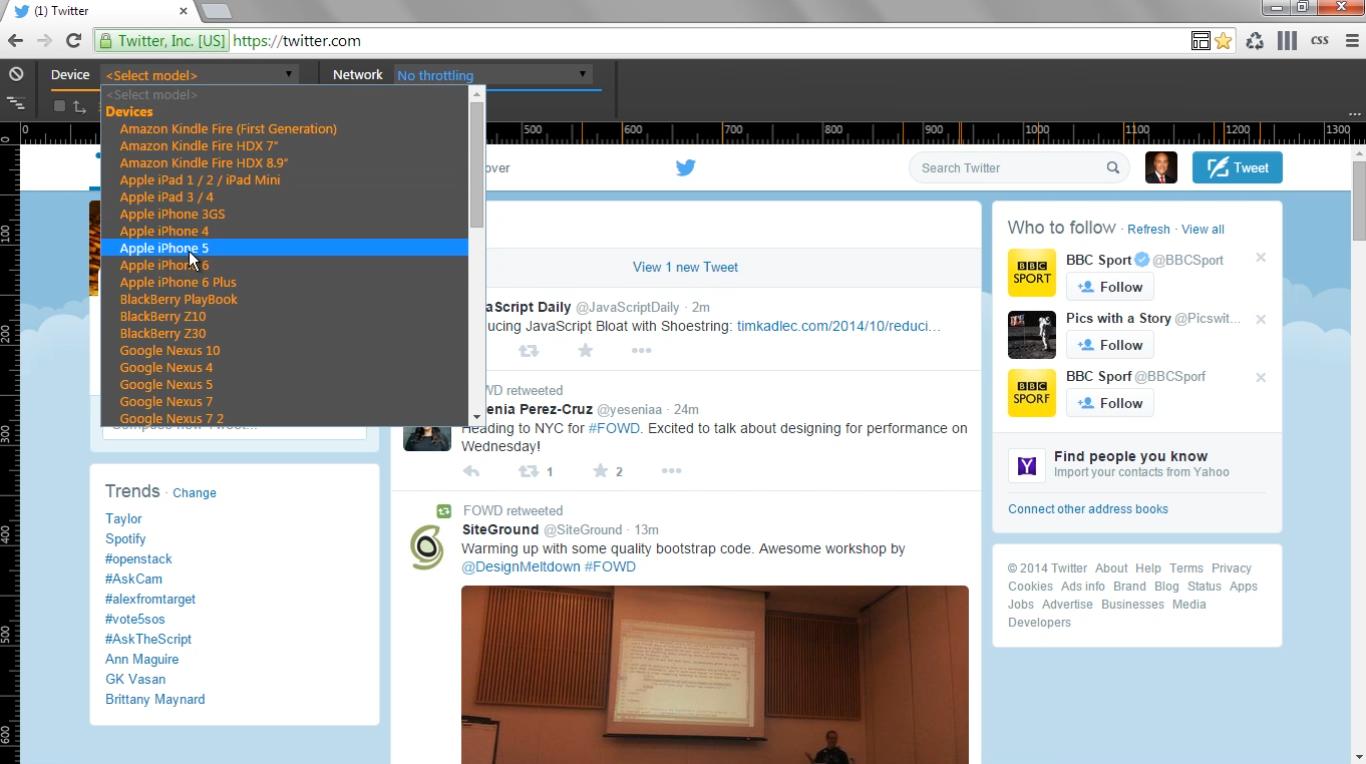 (1) Twitter
Twitter, Inc. [US] https://twitter.com
CSS
Device <Select model> Network No throttling
<Select model>
Devices
Amazon Kindle Fire (First Generation)
Amazon Kindle Fire HDX 7"
Amazon Kindle Fire HDX 8.9"
Apple iPad 1 / 2 / iPad Mini
Apple iPad 3 / 4
Apple iPhone 3GS
Apple iPhone 4
Apple iPhone 5
Apple iPhone 6
Apple iPhone 6 Plus
BlackBerry PlayBook
BlackBerry Z10
BlackBerry Z30
Google Nexus 10
Google Nexus 4
Google Nexus 5
Google Nexus 7
Google Nexus 7 2
0 500 600 700 800 900 1000 1100 1200 1300
0
100
200
300
400
500
600
over
Search Twitter
Tweet
Trends · Change
Taylor
Spotify
#openstack
#AskCam
#alexfromtarget
#vote5sos
#AskTheScript
Ann Maguire
GK Vasan
Brittany Maynard
View 1 new Tweet
aScript Daily @JavaScriptDaily · 2m
ucing JavaScript Bloat with Shoestring: timkadlec.com/2014/10/reduci...
WD retweeted
enia Perez-Cruz @yeseniaa · 24m
Heading to NYC for #FOWD. Excited to talk about designing for performance on
Wednesday!
1 2
FOWD retweeted
SiteGround @SiteGround · 13m
Warming up with some quality bootstrap code. Awesome workshop by
@DesignMeltdown #FOWD
Who to follow · Refresh · View all
BBC
SPORT
BBC Sport @BBCSport
Follow
Pics with a Story @Picswit...
Follow
BBC
SPORF
BBC Sporf @BBCSporf
Follow
Find people you know
Import your contacts from Yahoo
Connect other address books
© 2014 Twitter About Help Terms Privacy
Cookies Ads info Brand Blog Status Apps
Jobs Advertise Businesses Media
Developers